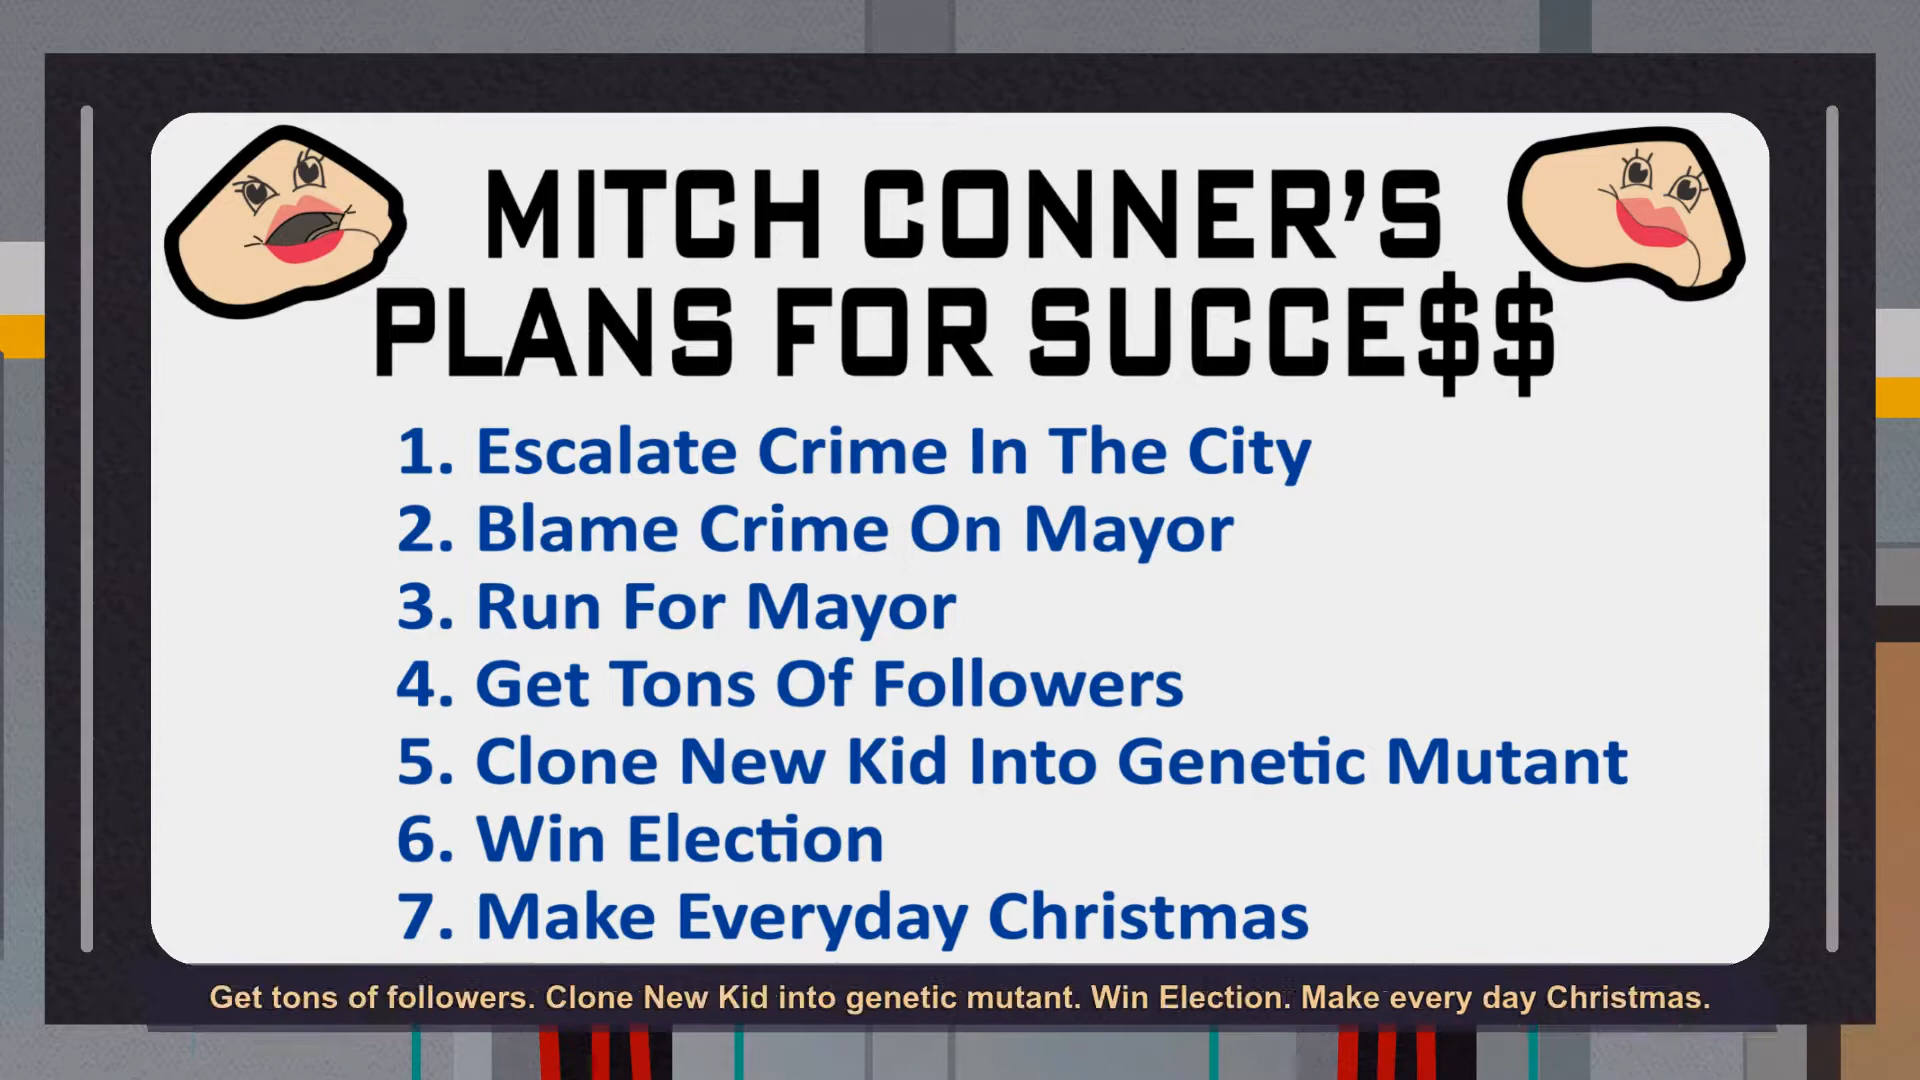 MITCH CONNER'S
PLANS FOR SUCCE$$
1. Escalate Crime In The City
2. Blame Crime On Mayor
3. Run For Mayor
4. Get Tons Of Followers
5. Clone New Kid Into Genetic Mutant
6. Win Election
7. Make Everyday Christmas
Get tons of followers. Clone New Kid into genetic mutant. Win Election. Make every day Christmas.